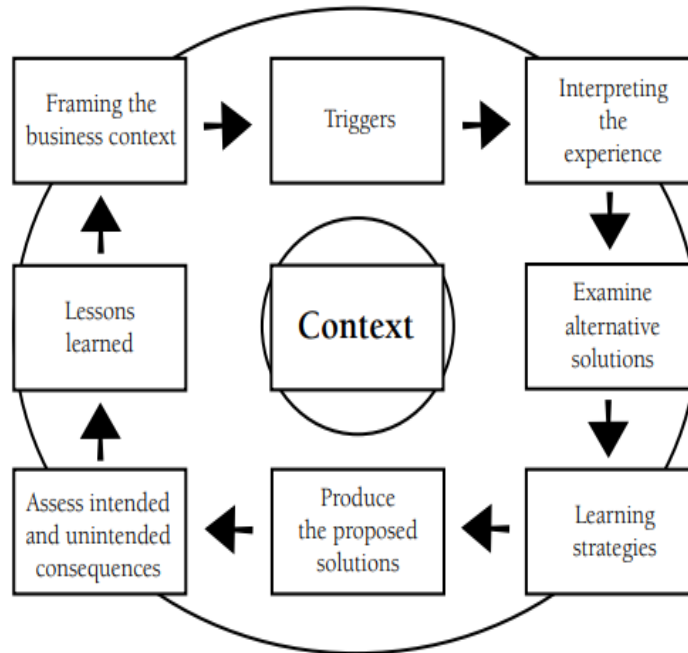 Framing the
business context
Triggers
Interpreting
the
experience
Lessons
learned
Context
Examine
alternative
solutions
Assess intended
and unintended
consequences
Produce
the proposed
solutions
Learning
strategies